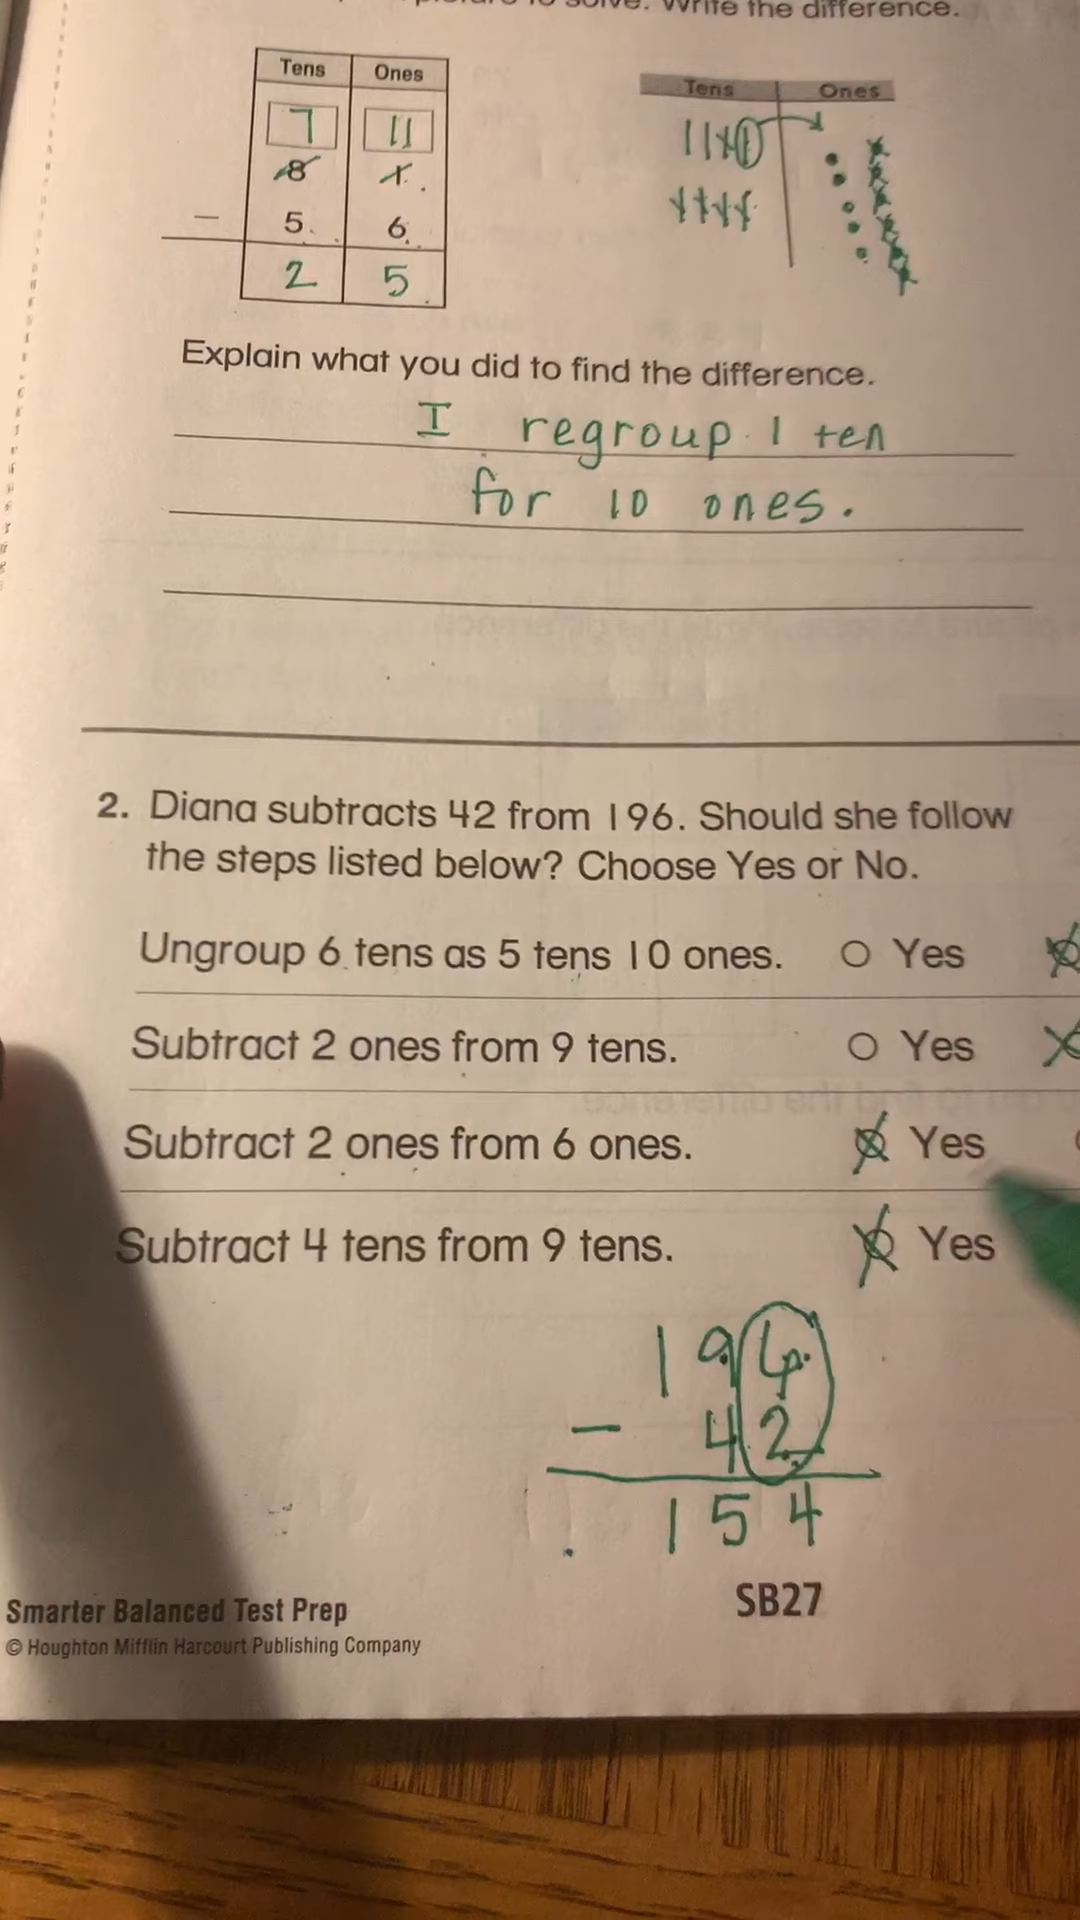 to solve. Write the difference.
Tens Ones
7 11
8 1
- 5 6
2 5
Tens Ones
Explain what you did to find the difference.
I regroup 1 ten
for 10 ones.
2. Diana subtracts 42 from 196. Should she follow
the steps listed below? Choose Yes or No.
Ungroup 6 tens as 5 tens 10 ones. Yes
Subtract 2 ones from 9 tens. Yes
Subtract 2 ones from 6 ones. Yes
Subtract 4 tens from 9 tens. Yes
19
- 42
154
Smarter Balanced Test Prep SB27
© Houghton Mifflin Harcourt Publishing Company